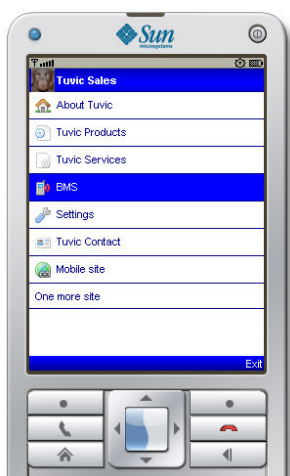 Sun
microsystems
Tuvic Sales
About Tuvic
Tuvic Products
Tuvic Services
BMS
Settings
Tuvic Contact
Mobile site
One more site
Exit